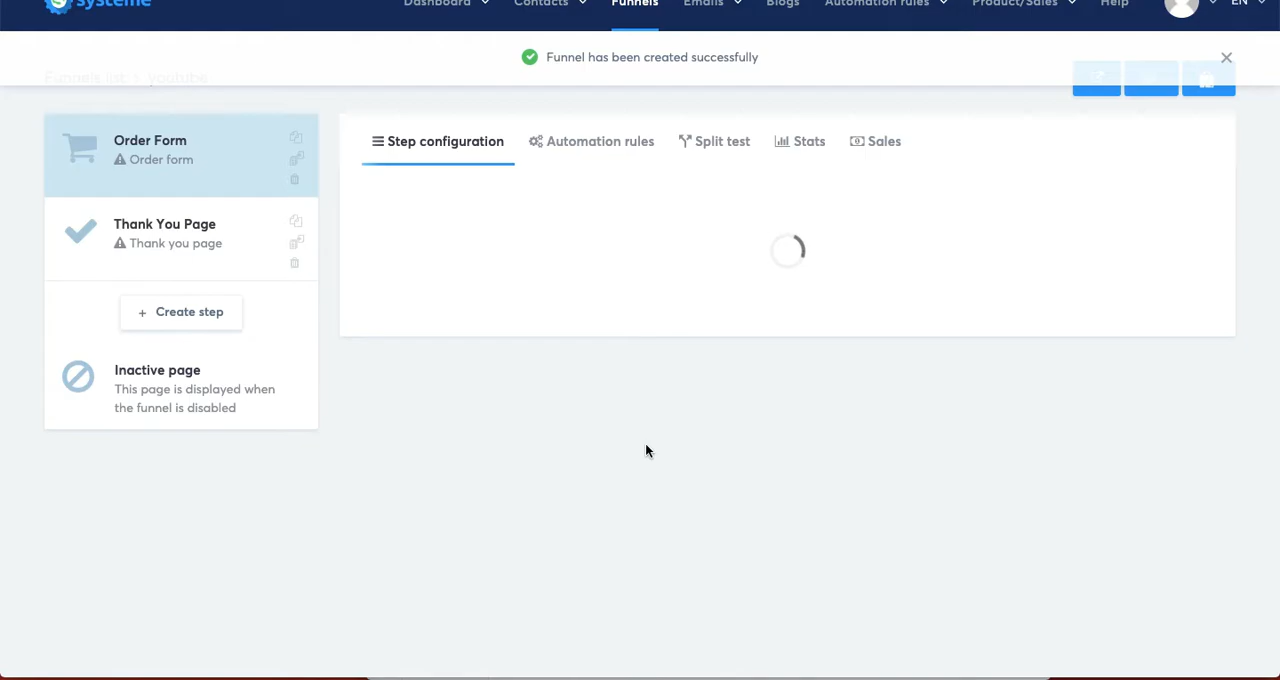 systeme
Dashboard Contacts Funnels Emails Blogs Automation rules Product/Sales Help EN
Funnel has been created successfully
Funnels list > youtube
Order Form
Order form
Thank You Page
Thank you page
+ Create step
Inactive page
This page is displayed when
the funnel is disabled
Step configuration Automation rules Split test Stats Sales